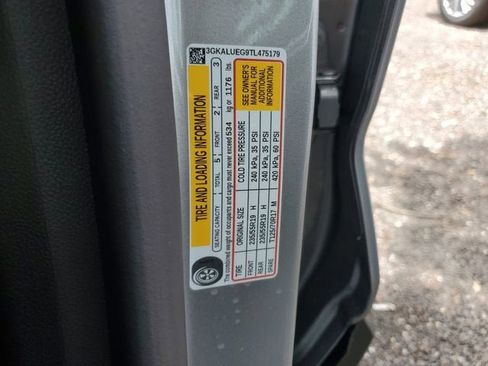 3GKALUEG9TL475179
TIRE AND LOADING INFORMATION
SEATING CAPACITY TOTAL 5 FRONT 2 REAR 3
The combined weight of occupants and cargo must never exceed 534 kg or 1176 lbs.
TIRE ORIGINAL SIZE COLD TIRE PRESSURE
FRONT 235/55R19 H 240 kPa, 35 PSI
REAR 235/55R19 H 240 kPa, 35 PSI
SPARE T125/70R17 M 420 kPa, 60 PSI
SEE OWNER'S
MANUAL FOR
ADDITIONAL
INFORMATION